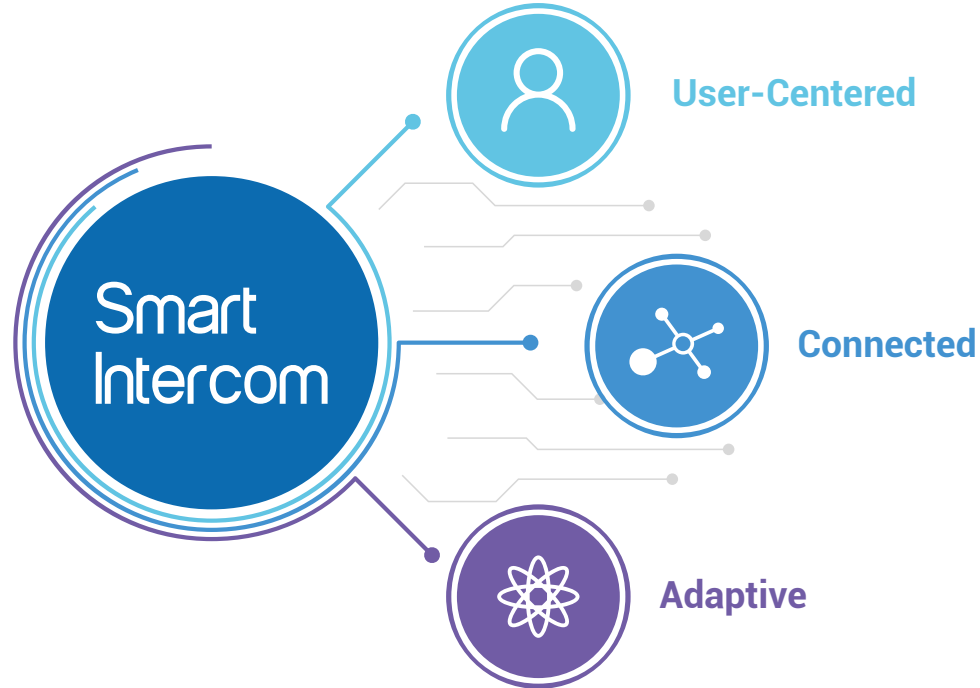 Smart
Intercom
User-Centered
Connected
Adaptive